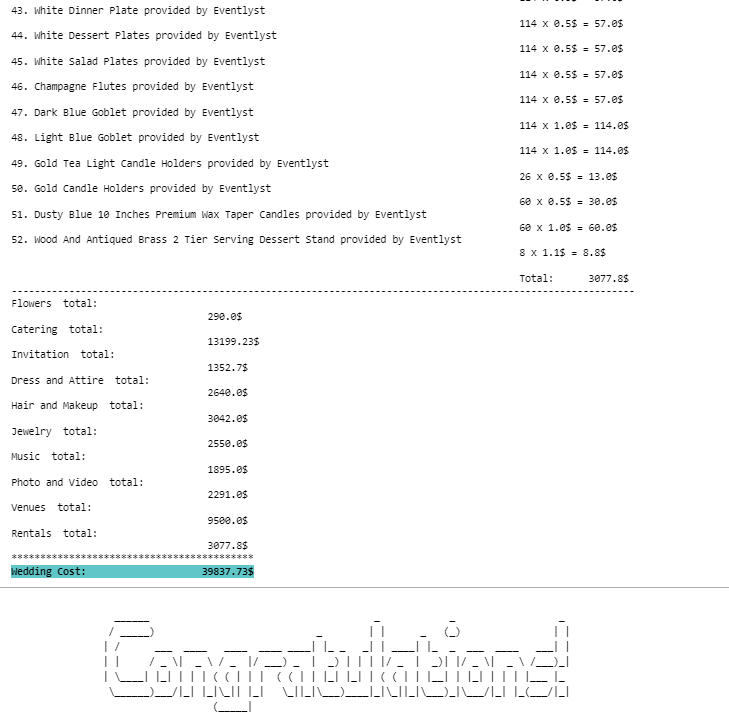 43. White Dinner Plate provided by Eventlyst
114 x 0.5$ = 57.0$
44. White Dessert Plates provided by Eventlyst
114 x 0.5$ = 57.0$
45. White Salad Plates provided by Eventlyst
114 x 0.5$ = 57.0$
46. Champagne Flutes provided by Eventlyst
114 x 0.5$ = 57.0$
47. Dark Blue Goblet provided by Eventlyst
114 x 1.0$ = 114.0$
48. Light Blue Goblet provided by Eventlyst
114 x 1.0$ = 114.0$
49. Gold Tea Light Candle Holders provided by Eventlyst
26 x 0.5$ = 13.0$
50. Gold Candle Holders provided by Eventlyst
60 x 0.5$ = 30.0$
51. Dusty Blue 10 Inches Premium Wax Taper Candles provided by Eventlyst
60 x 1.0$ = 60.0$
52. Wood And Antiqued Brass 2 Tier Serving Dessert Stand provided by Eventlyst
8 x 1.1$ = 8.8$
Total: 3077.8$
Flowers total:
290.0$
Catering total:
13199.23$
Invitation total:
1352.7$
Dress and Attire total:
2640.0$
Hair and Makeup total:
3042.0$
Jewelry total:
2550.0$
Music total:
1895.0$
Photo and Video total:
2291.0$
Venues total:
9500.0$
Rentals total:
3077.8$
******************************************
Wedding Cost: 39837.73$
Congratulations